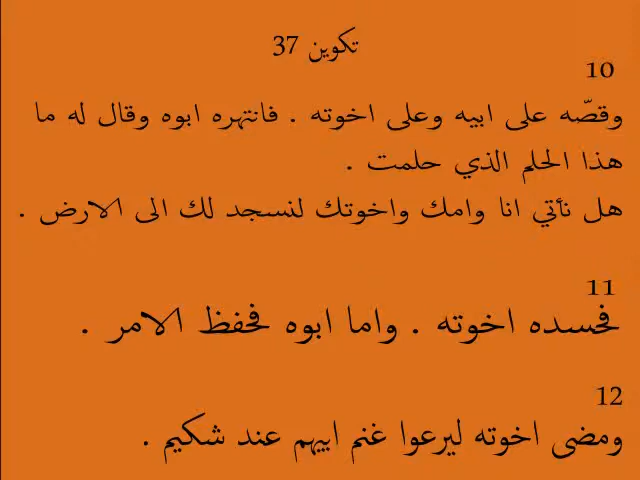 تكوين 37
10
وقصّه على ابيه وعلى اخوته . فانتهره ابوه وقال له ما
هذا الحلم الذي حلمت .
هل نأتي انا وامك واخوتك لنسجد لك الى الارض .
11
فحسده اخوته . واما ابوه فحفظ الامر .
12
ومضى اخوته ليرعوا غنم ابيهم عند شكيم .